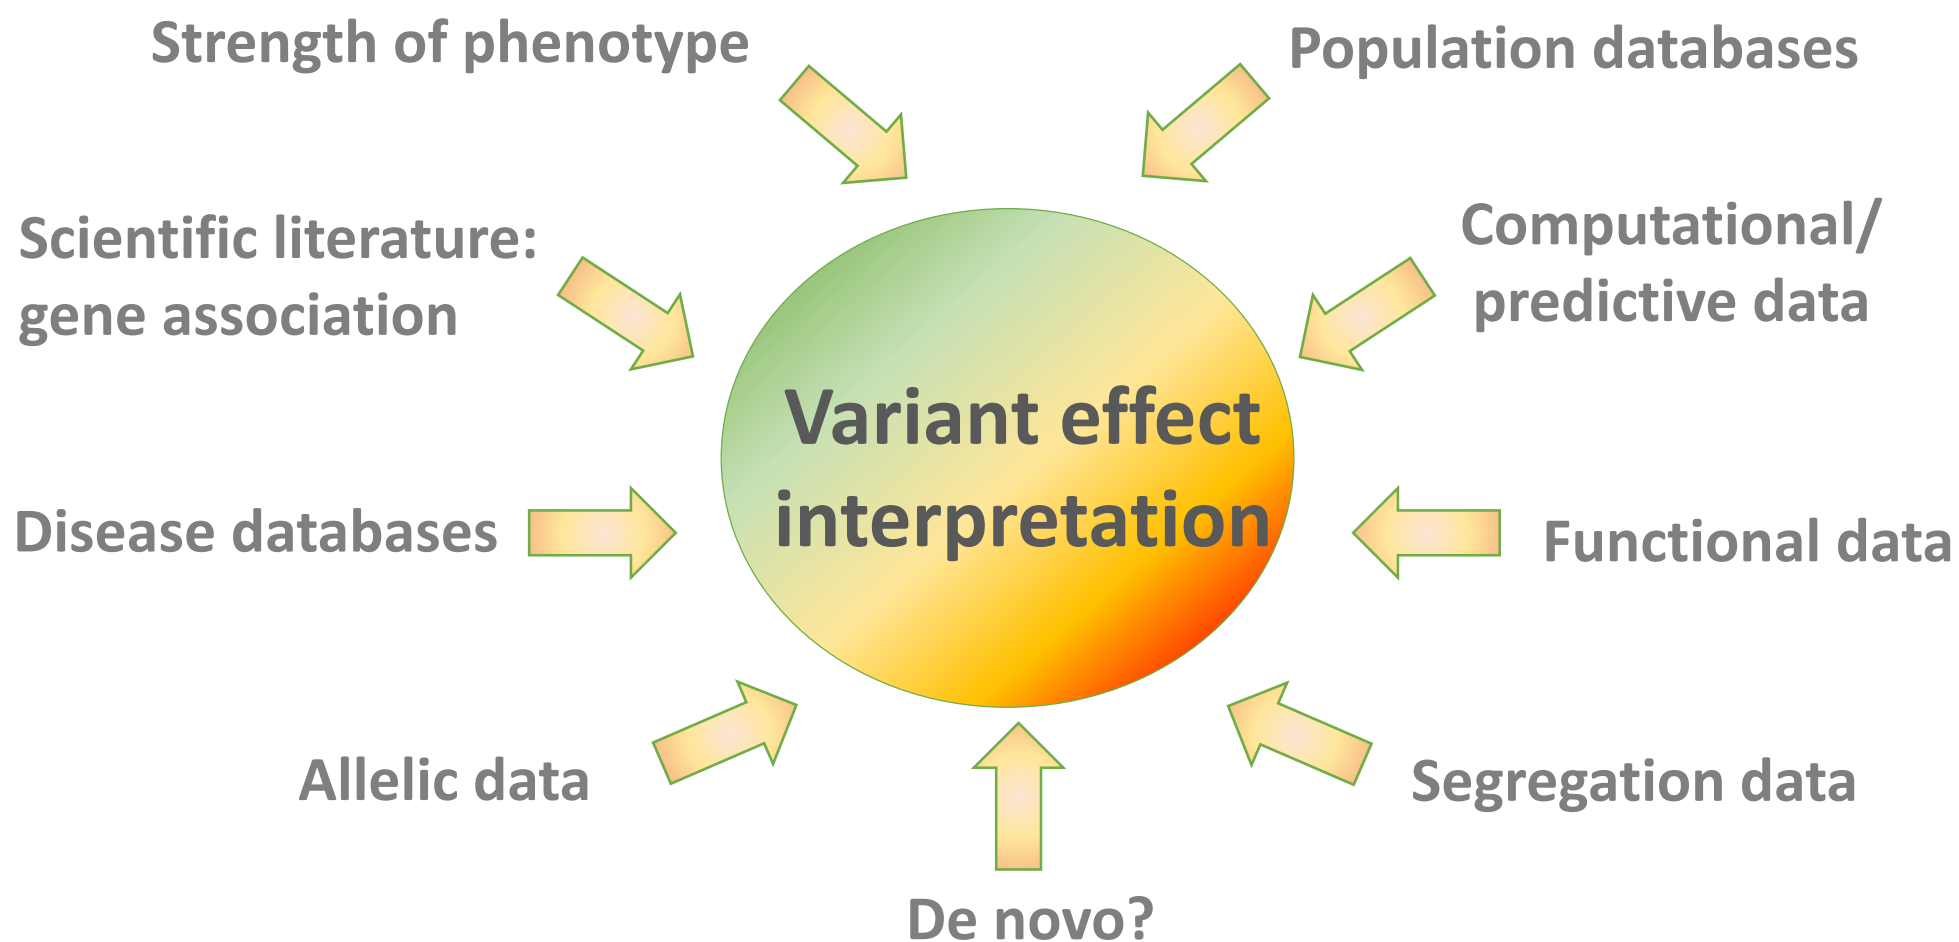 Strength of phenotype
Population databases
Scientific literature:
gene association
Computational/
predictive data
Variant effect
interpretation
Disease databases
Functional data
Allelic data
Segregation data
De novo?